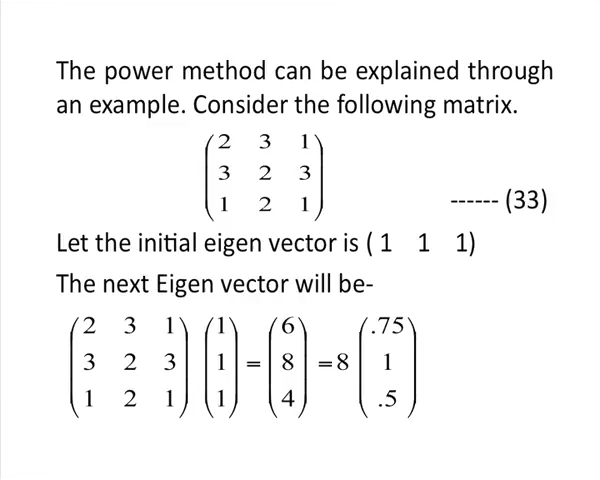 The power method can be explained through
an example. Consider the following matrix.
2 3 1
3 2 3
1 2 1
------ (33)
Let the initial eigen vector is ( 1 1 1)
The next Eigen vector will be-
2 3 1 1 6 .75
3 2 3 1 = 8 =8 1
1 2 1 1 4 .5